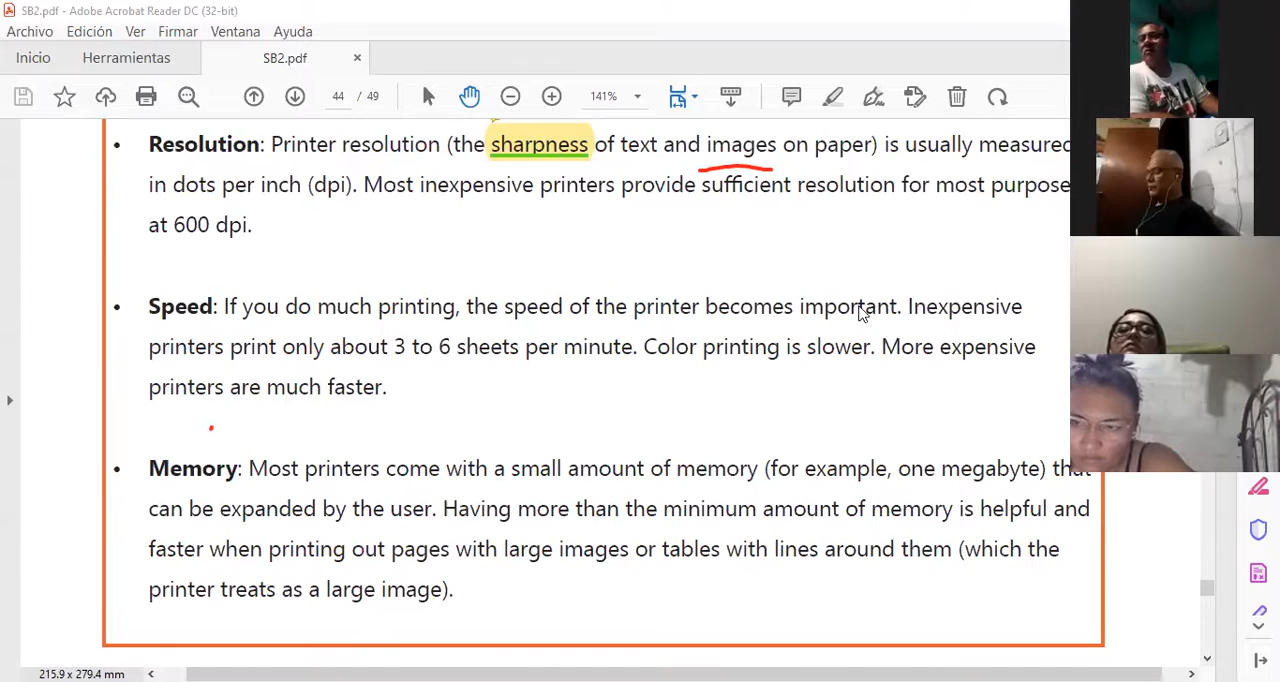 SB2.pdf - Adobe Acrobat Reader DC (32-bit)
Archivo Edición Ver Firmar Ventana Ayuda
Inicio Herramientas SB2.pdf ×
44 / 49 141%
• Resolution: Printer resolution (the sharpness of text and images on paper) is usually measured
in dots per inch (dpi). Most inexpensive printers provide sufficient resolution for most purpose
at 600 dpi.
• Speed: If you do much printing, the speed of the printer becomes important. Inexpensive
printers print only about 3 to 6 sheets per minute. Color printing is slower. More expensive
printers are much faster.
• Memory: Most printers come with a small amount of memory (for example, one megabyte) that
can be expanded by the user. Having more than the minimum amount of memory is helpful and
faster when printing out pages with large images or tables with lines around them (which the
printer treats as a large image).
215.9 x 279.4 mm